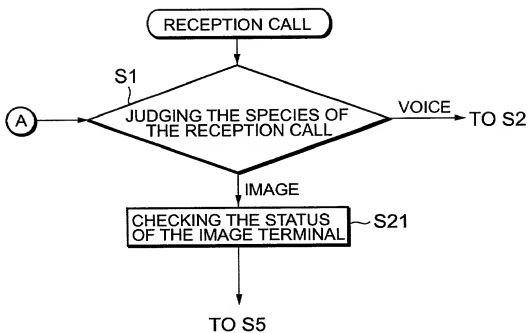 RECEPTION CALL
S1
A
JUDGING THE SPECIES OF
THE RECEPTION CALL
VOICE
TO S2
IMAGE
CHECKING THE STATUS
OF THE IMAGE TERMINAL
S21
TO S5